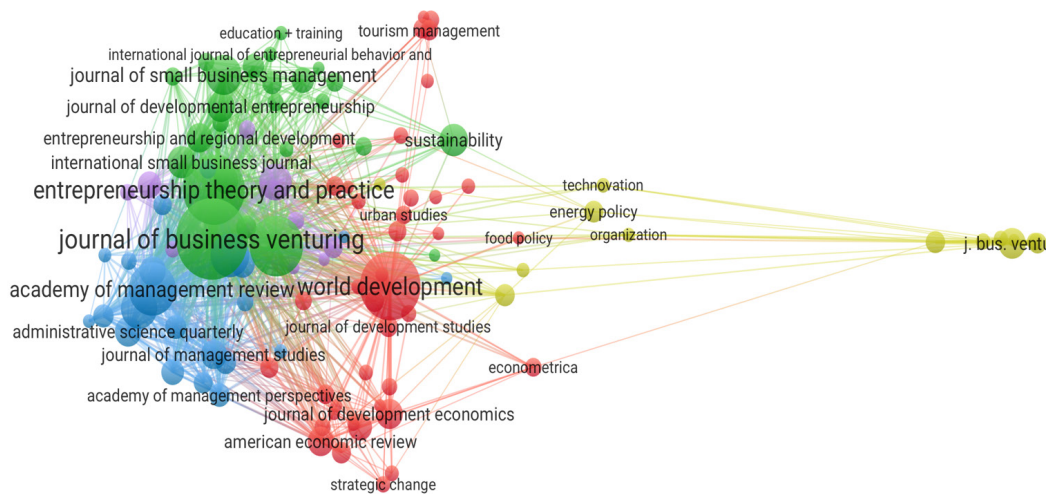 education + training
tourism management
international journal of entrepreneurial behavior and
journal of small business management
journal of developmental entrepreneurship
entrepreneurship and regional development
sustainability
international small business journal
technovation
entrepreneurship theory and practice
energy policy
urban studies
organization
food policy
journal of business venturing
j. bus. ventu
world development
academy of management review
journal of development studies
administrative science quarterly
journal of management studies
econometrica
academy of management perspectives
journal of development economics
american economic review
strategic change